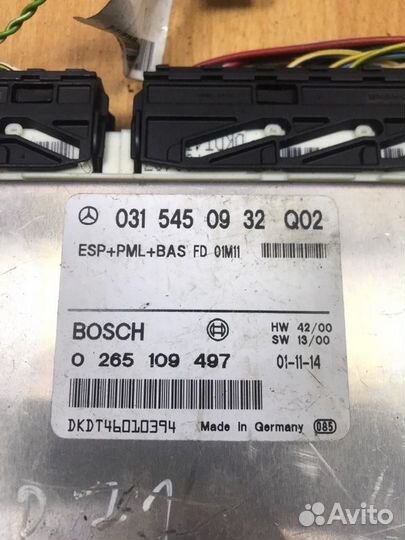 031 545 09 32 Q02
ESP+PML+BAS FD 01M11
BOSCH
HW 42/00
SW 13/00
0 265 109 497
01-11-14
DKDT46010394
Made In Germany
085
Avito